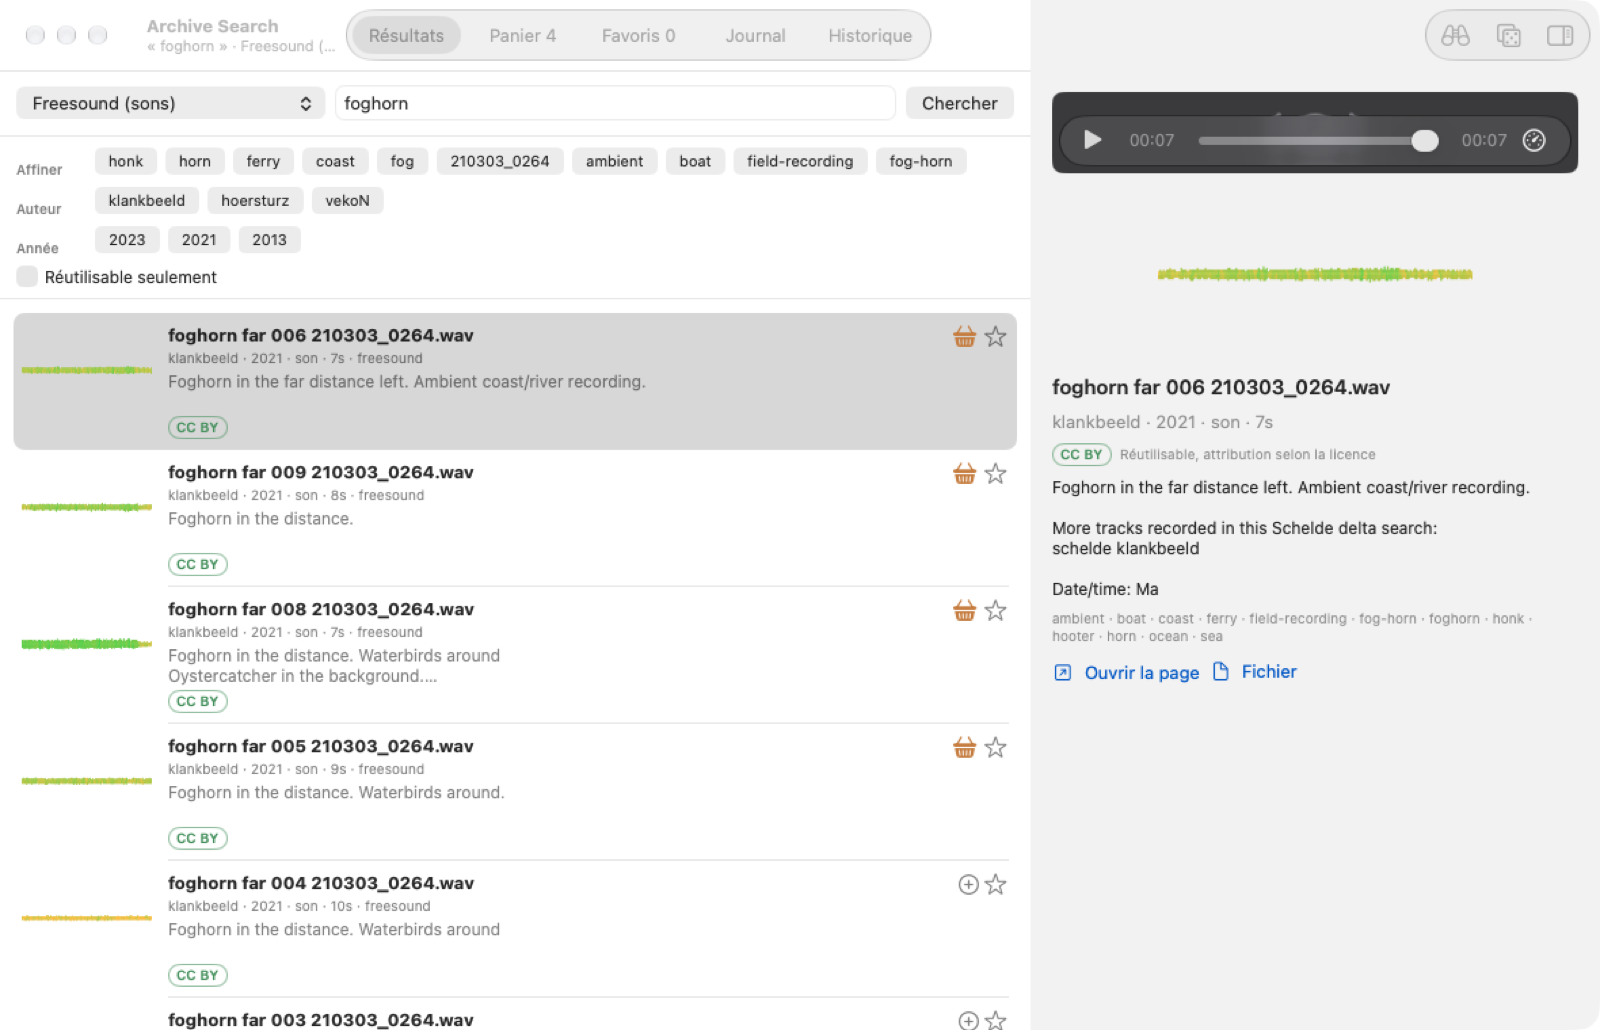 Archive Search
« foghorn » · Freesound (...
Résultats
Panier 4
Favoris 0
Journal
Historique
Freesound (sons)
foghorn
Chercher
Affiner
honk
horn
ferry
coast
fog
210303_0264
ambient
boat
field-recording
fog-horn
Auteur
klankbeeld
hoersturz
vekoN
Année
2023
2021
2013
Réutilisable seulement
foghorn far 006 210303_0264.wav
klankbeeld · 2021 · son · 7s · freesound
Foghorn in the far distance left. Ambient coast/river recording.
CC BY
foghorn far 009 210303_0264.wav
klankbeeld · 2021 · son · 8s · freesound
Foghorn in the distance.
CC BY
foghorn far 008 210303_0264.wav
klankbeeld · 2021 · son · 7s · freesound
Foghorn in the distance. Waterbirds around
Oystercatcher in the background....
CC BY
foghorn far 005 210303_0264.wav
klankbeeld · 2021 · son · 9s · freesound
Foghorn in the distance. Waterbirds around.
CC BY
foghorn far 004 210303_0264.wav
klankbeeld · 2021 · son · 10s · freesound
Foghorn in the distance. Waterbirds around
CC BY
foghorn far 003 210303_0264.wav
00:07
00:07
foghorn far 006 210303_0264.wav
klankbeeld · 2021 · son · 7s
CC BY Réutilisable, attribution selon la licence
Foghorn in the far distance left. Ambient coast/river recording.
More tracks recorded in this Schelde delta search:
schelde klankbeeld
Date/time: Ma
ambient · boat · coast · ferry · field-recording · fog-horn · foghorn · honk ·
hooter · horn · ocean · sea
Ouvrir la page
Fichier